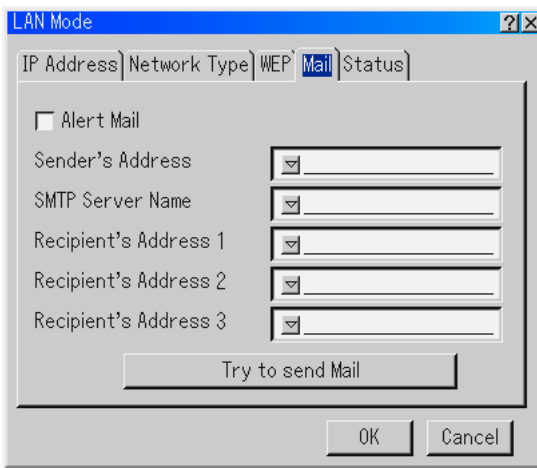 LAN Mode
IP Address Network Type WEP Mail Status
Alert Mail
Sender's Address
SMTP Server Name
Recipient's Address 1
Recipient's Address 2
Recipient's Address 3
Try to send Mail
OK Cancel